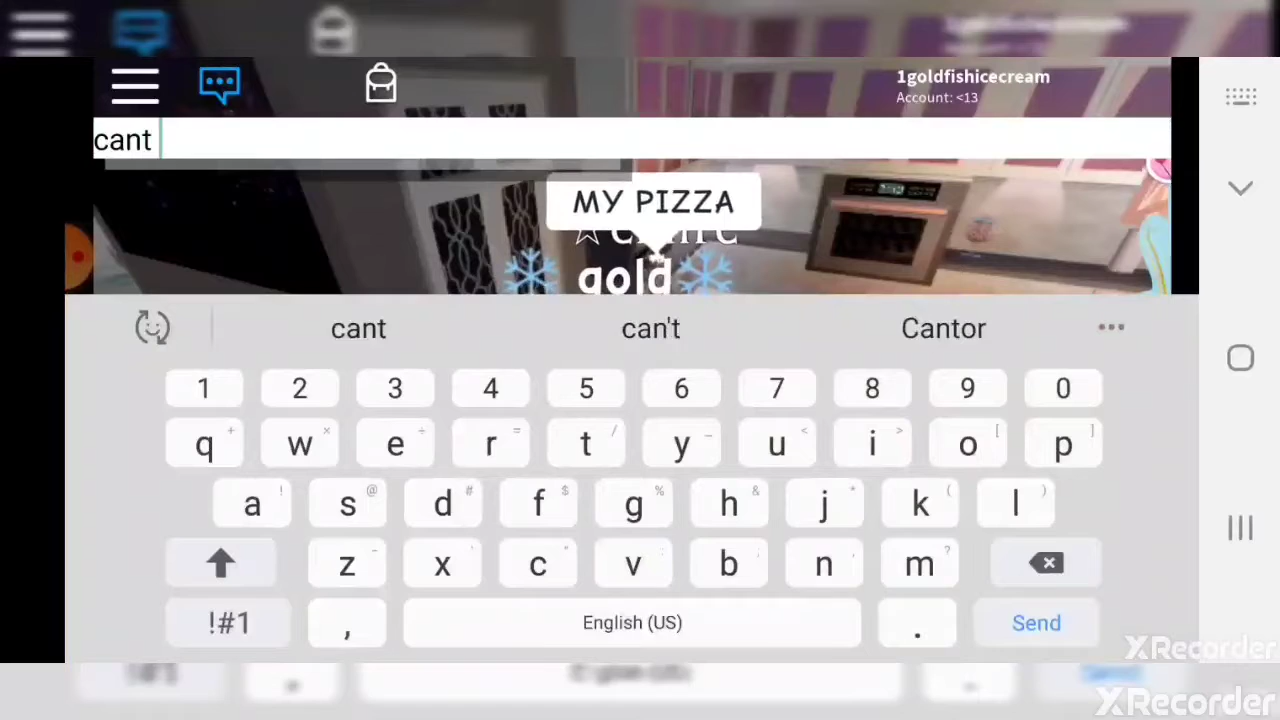 1goldfishicecream
Account: <13
cant
MY PIZZA
gold
cant can't Cantor
1 2 3 4 5 6 7 8 9 0
q + w × e ÷ r = t / y _ u < i > o [ p ]
a ! s @ d # f $ g % h & j * k ( l )
z - x ' c " v : b ; n , m ?
!#1 , English (US) . Send
XRecorder
XRecorder